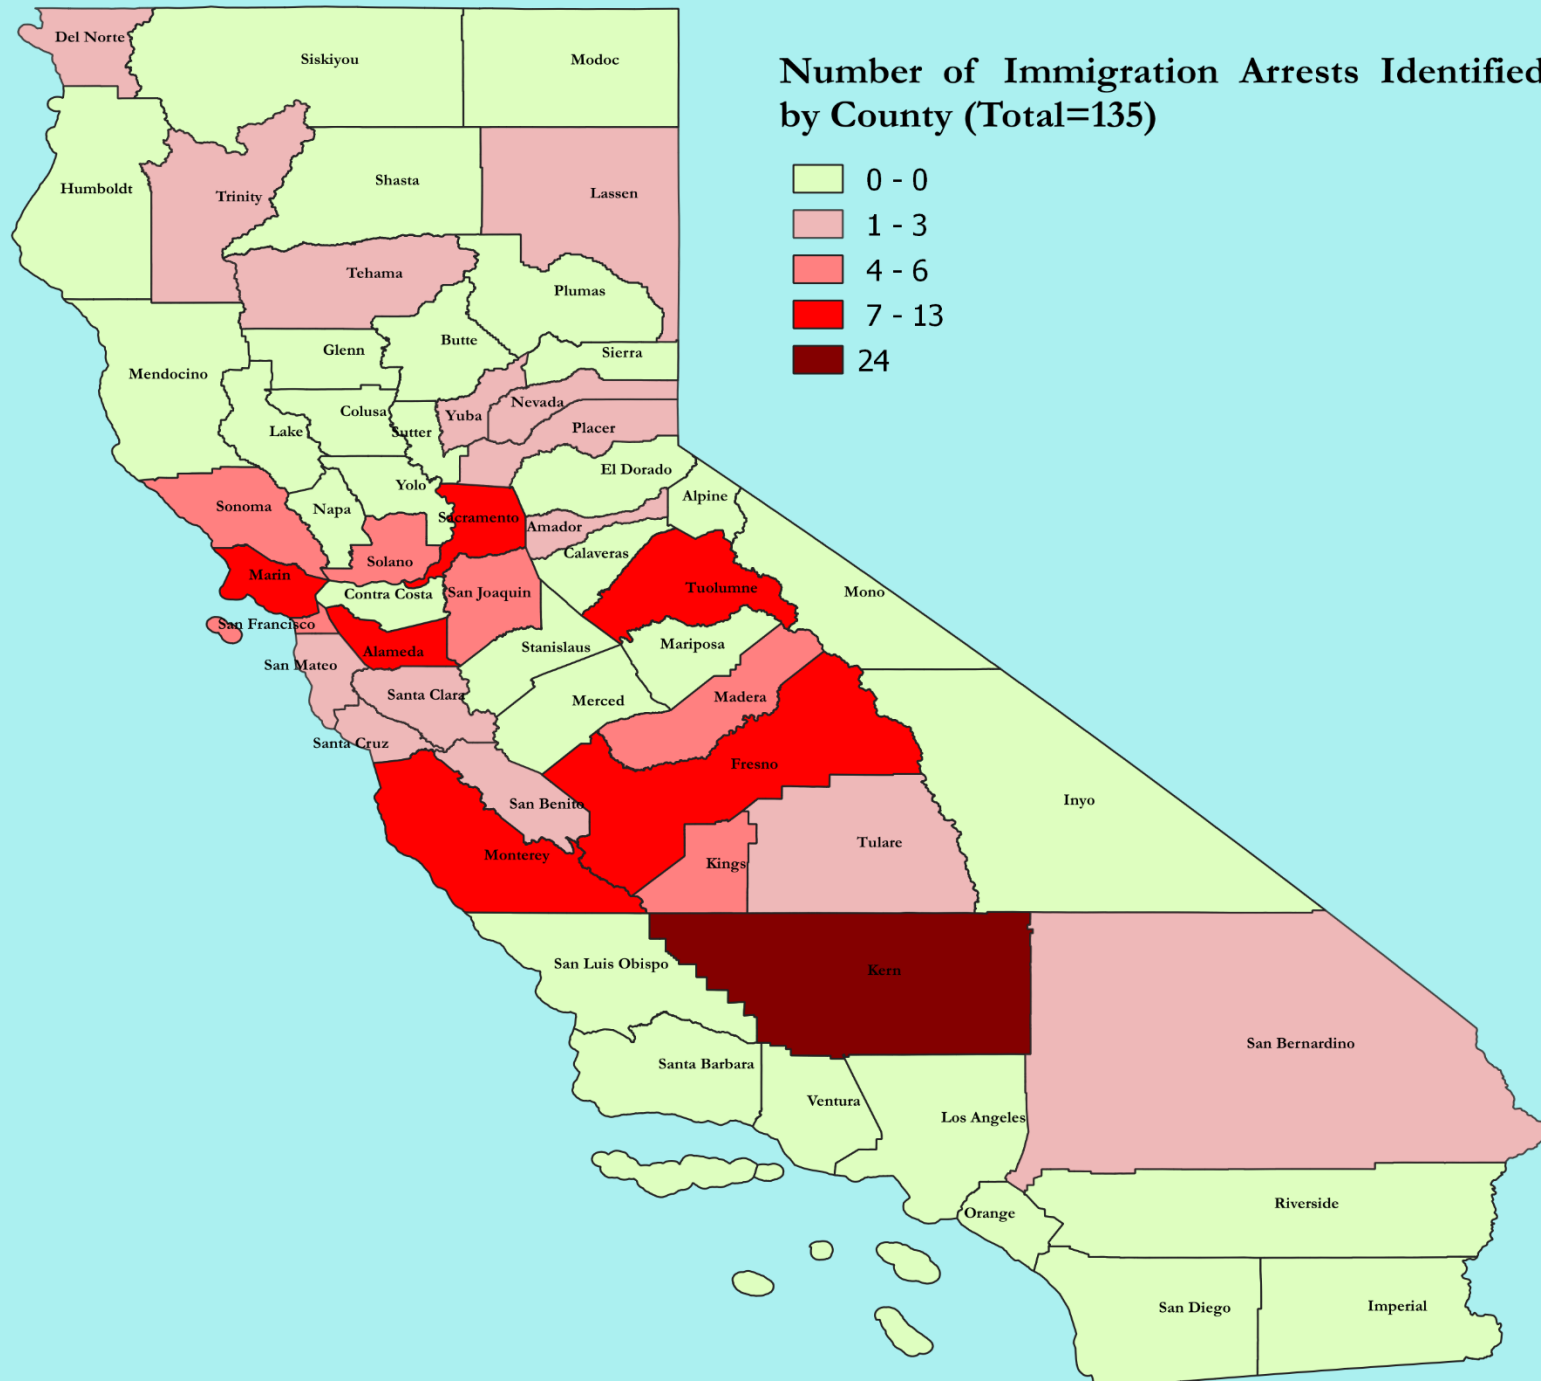 Number of Immigration Arrests Identified
by County (Total=135)
0 - 0
1 - 3
4 - 6
7 - 13
24
Del Norte
Siskiyou
Modoc
Humboldt
Trinity
Shasta
Lassen
Tehama
Plumas
Mendocino
Glenn
Butte
Sierra
Lake
Colusa
Sutter
Yuba
Nevada
Placer
El Dorado
Sonoma
Napa
Yolo
Sacramento
Amador
Alpine
Marin
Solano
Calaveras
Contra Costa
San Joaquin
Tuolumne
Mono
San Francisco
Alameda
Stanislaus
Mariposa
San Mateo
Santa Clara
Merced
Madera
Santa Cruz
San Benito
Fresno
Inyo
Monterey
Kings
Tulare
San Luis Obispo
Kern
San Bernardino
Santa Barbara
Ventura
Los Angeles
Orange
Riverside
San Diego
Imperial